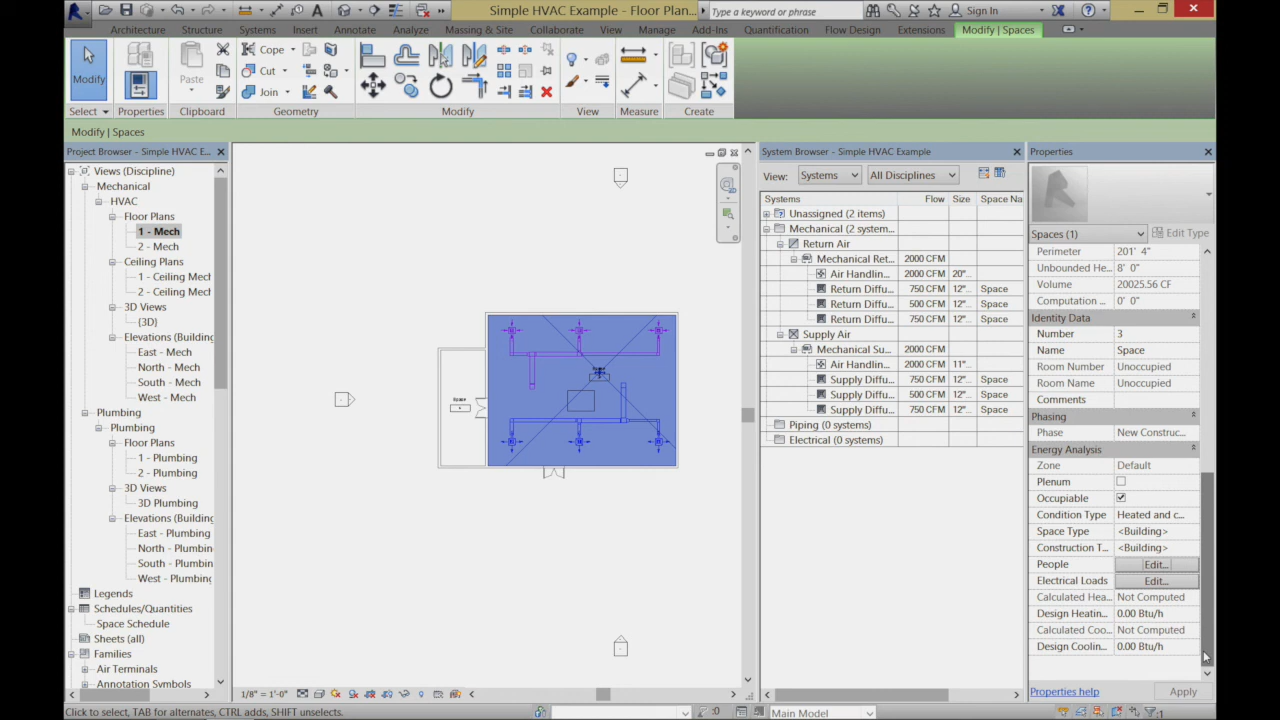 Simple HVAC Example - Floor Plan...
Type a keyword or phrase
Sign In
Architecture Structure Systems Insert Annotate Analyze Massing & Site Collaborate View Manage Add-Ins Quantification Flow Design Extensions Modify | Spaces
Modify
Paste
Cope
Cut
Join
Select Properties Clipboard Geometry Modify View Measure Create
Modify | Spaces
Project Browser - Simple HVAC E...
Views (Discipline)
Mechanical
HVAC
Floor Plans
1 - Mech
2 - Mech
Ceiling Plans
1 - Ceiling Mech
2 - Ceiling Mech
3D Views
{3D}
Elevations (Building
East - Mech
North - Mech
South - Mech
West - Mech
Plumbing
Plumbing
Floor Plans
1 - Plumbing
2 - Plumbing
3D Views
3D Plumbing
Elevations (Building
East - Plumbing
North - Plumbing
South - Plumbing
West - Plumbing
Legends
Schedules/Quantities
Space Schedule
Sheets (all)
Families
Air Terminals
Annotation Symbols
Space
1/8" = 1'-0"
System Browser - Simple HVAC Example
View: Systems All Disciplines
Systems Flow Size Space Na
Unassigned (2 items)
Mechanical (2 system...
Return Air
Mechanical Ret... 2000 CFM
Air Handlin... 2000 CFM 20"...
Return Diffu... 750 CFM 12"... Space
Return Diffu... 500 CFM 12"... Space
Return Diffu... 750 CFM 12"... Space
Supply Air
Mechanical Su... 2000 CFM
Air Handlin... 2000 CFM 11"...
Supply Diffu... 750 CFM 12"... Space
Supply Diffu... 500 CFM 12"... Space
Supply Diffu... 750 CFM 12"... Space
Piping (0 systems)
Electrical (0 systems)
Properties
Spaces (1) Edit Type
Perimeter 201' 4"
Unbounded He... 8' 0"
Volume 20025.56 CF
Computation ... 0' 0"
Identity Data
Number 3
Name Space
Room Number Unoccupied
Room Name Unoccupied
Comments
Phasing
Phase New Construc...
Energy Analysis
Zone Default
Plenum
Occupiable
Condition Type Heated and c...
Space Type <Building>
Construction T... <Building>
People Edit...
Electrical Loads Edit...
Calculated Hea... Not Computed
Design Heatin... 0.00 Btu/h
Calculated Coo... Not Computed
Design Coolin... 0.00 Btu/h
Properties help Apply
Click to select, TAB for alternates, CTRL adds, SHIFT unselects.
:0
Main Model
:1